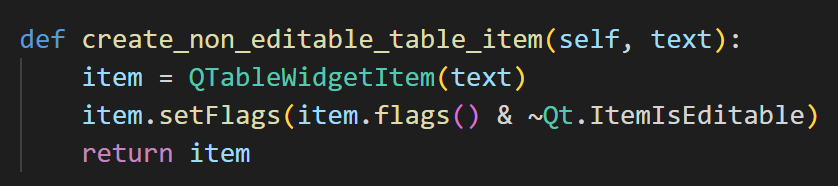 def create_non_editable_table_item(self, text):
    item = QTableWidgetItem(text)
    item.setFlags(item.flags() & ~Qt.ItemIsEditable)
    return item